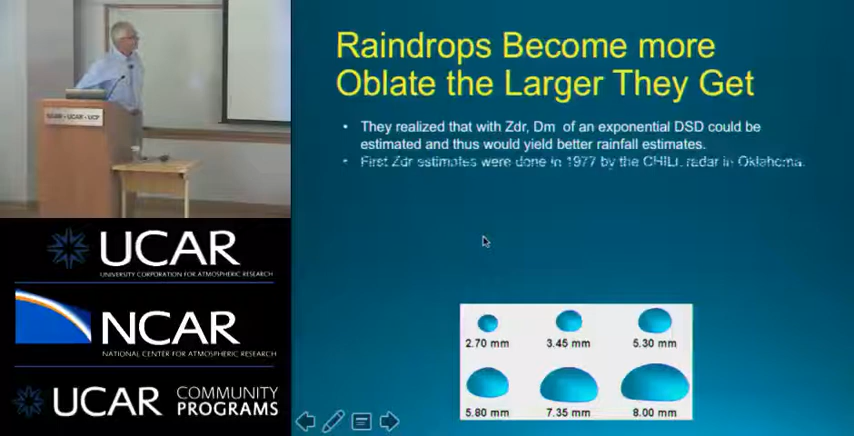 Raindrops Become more
Oblate the Larger They Get
• They realized that with Zdr, Dm of an exponential DSD could be
estimated and thus would yield better rainfall estimates.
• First Zdr estimates were done in 1977 by the CHILL radar in Oklahoma.
2.70 mm 3.45 mm 5.30 mm
5.80 mm 7.35 mm 8.00 mm
UCAR
UNIVERSITY CORPORATION FOR ATMOSPHERIC RESEARCH
NCAR
NATIONAL CENTER FOR ATMOSPHERIC RESEARCH
UCAR COMMUNITY
PROGRAMS